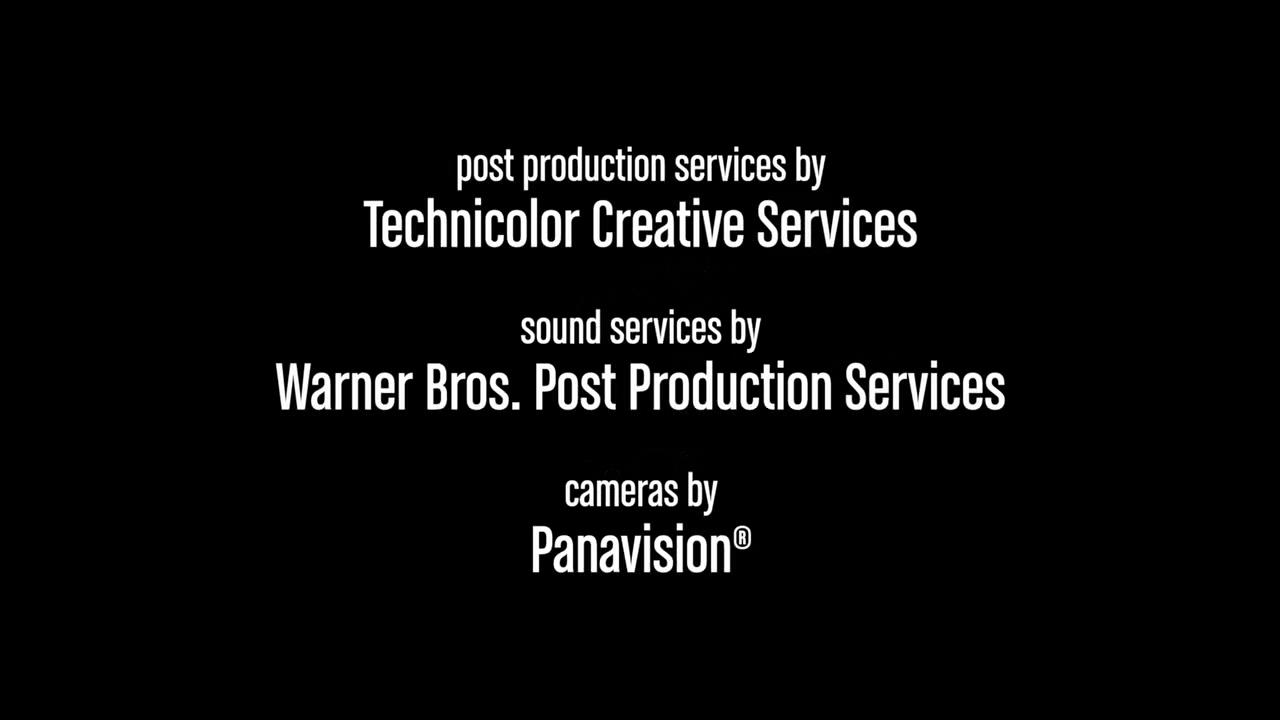 post production services by
Technicolor Creative Services
sound services by
Warner Bros. Post Production Services
cameras by
Panavision®